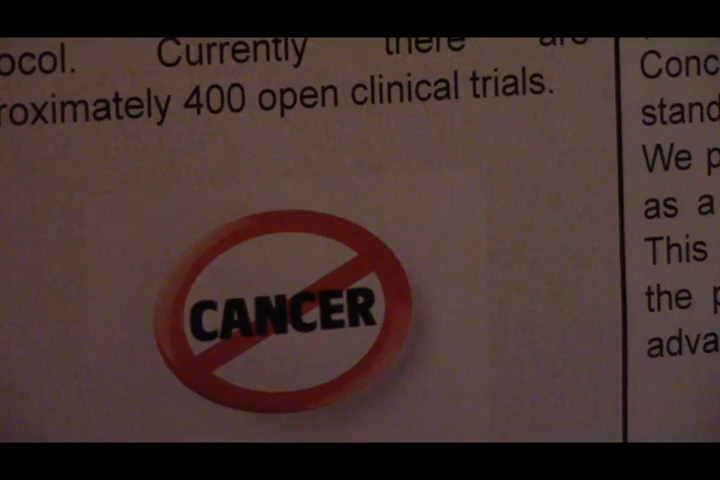 ocol. Currently there are
roximately 400 open clinical trials.
CANCER
Conc
stand
We p
as a
This
the p
adva